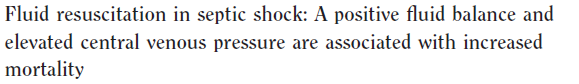 Fluid resuscitation in septic shock: A positive fluid balance and
elevated central venous pressure are associated with increased
mortality